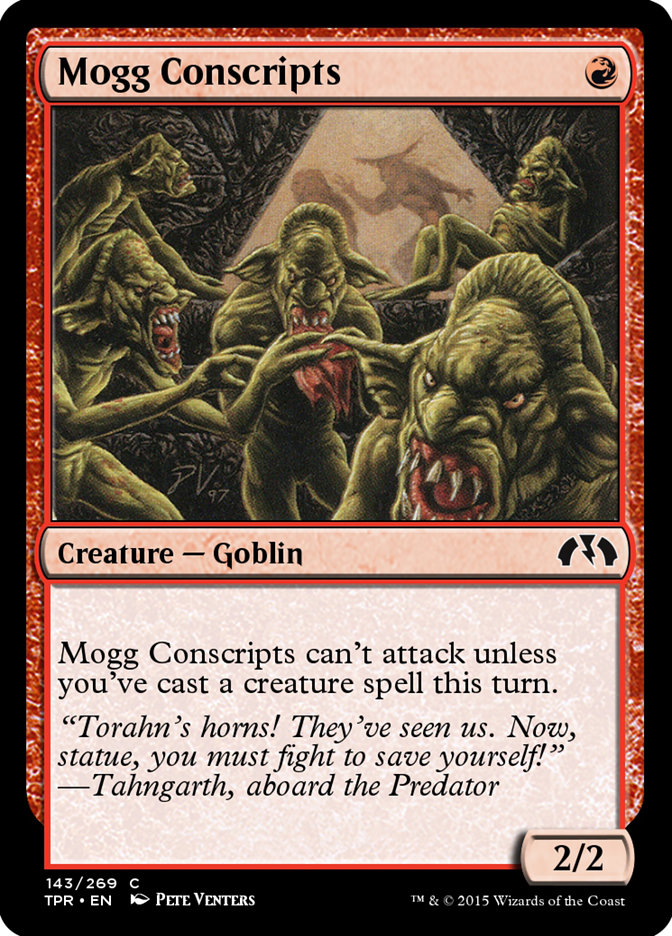 Mogg Conscripts
DV
97
Creature — Goblin
Mogg Conscripts can't attack unless
you've cast a creature spell this turn.
“Torahn's horns! They've seen us. Now,
statue, you must fight to save yourself!”
—Tahngarth, aboard the Predator
2/2
143/269 C
TPR • EN Pete Venters
™ & © 2015 Wizards of the Coast